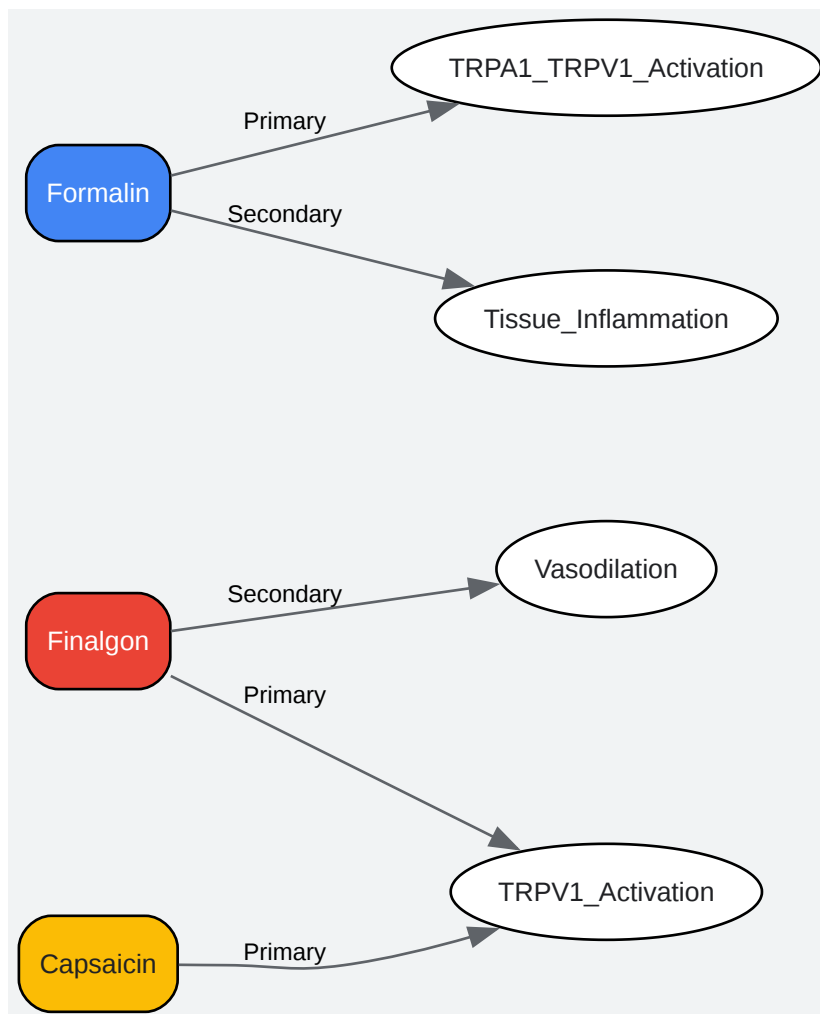 TRPA1_TRPV1_Activation
Primary
Formalin
Secondary
Tissue_Inflammation
Vasodilation
Secondary
Finalgon
Primary
TRPV1_Activation
Primary
Capsaicin